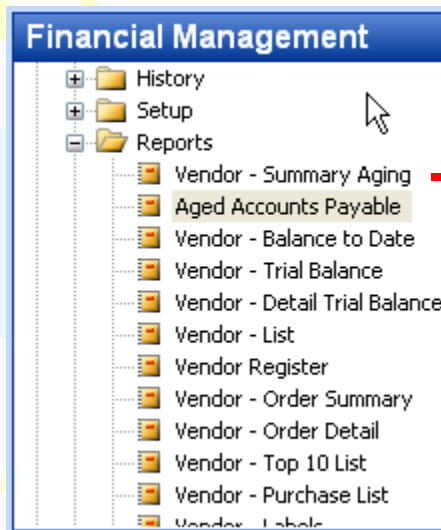 Financial Management
History
Setup
Reports
Vendor - Summary Aging
Aged Accounts Payable
Vendor - Balance to Date
Vendor - Trial Balance
Vendor - Detail Trial Balance
Vendor - List
Vendor Register
Vendor - Order Summary
Vendor - Order Detail
Vendor - Top 10 List
Vendor - Purchase List
Vendor - Labels